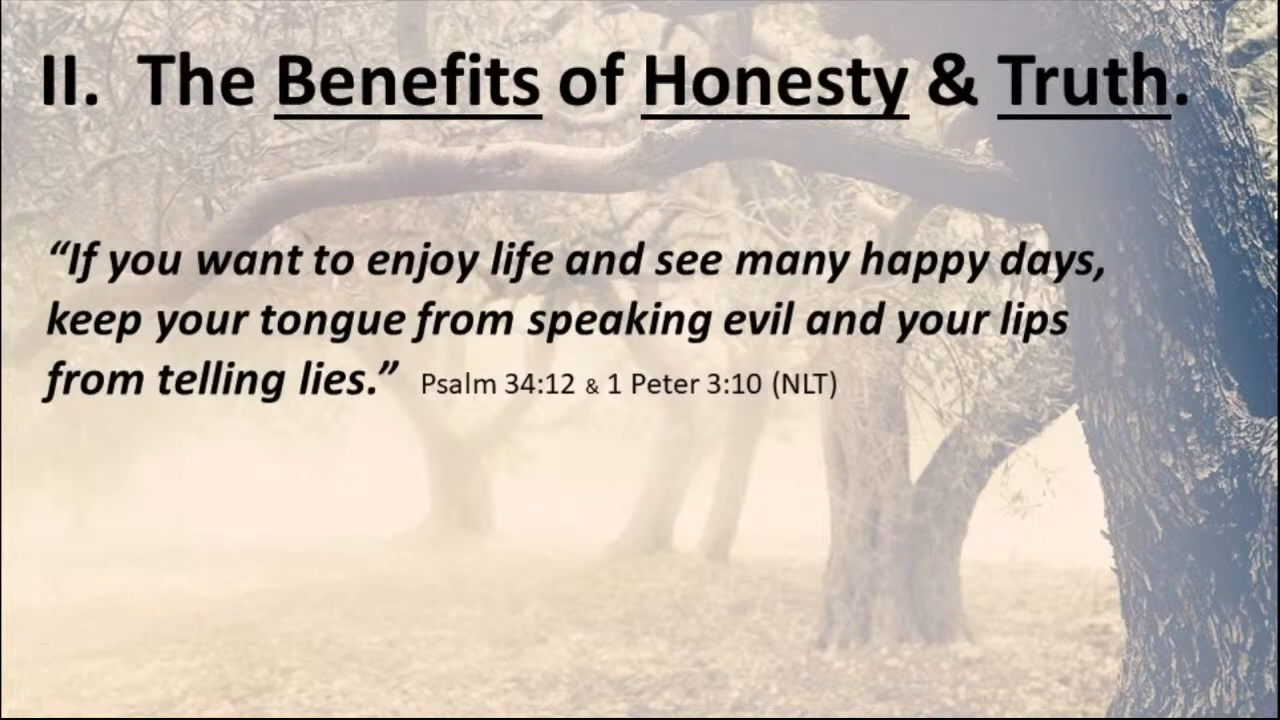 II. The Benefits of Honesty & Truth.
“If you want to enjoy life and see many happy days,
keep your tongue from speaking evil and your lips
from telling lies.” Psalm 34:12 & 1 Peter 3:10 (NLT)